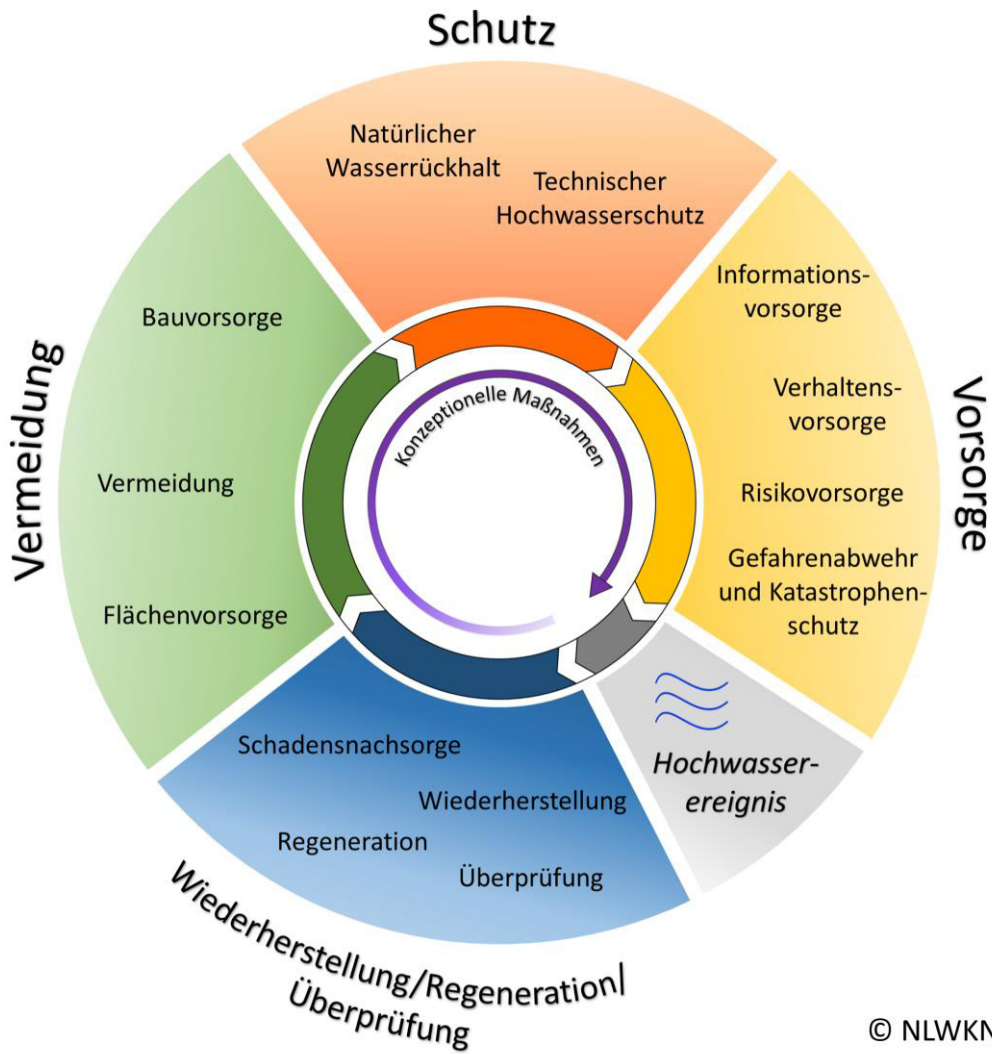 Schutz
Natürlicher
Wasserrückhalt
Technischer
Hochwasserschutz
Vorsorge
Informations-
vorsorge
Verhaltens-
vorsorge
Risikovorsorge
Gefahrenabwehr
und Katastrophen-
schutz
Hochwasser-
ereignis
Wiederherstellung/Regeneration/
Überprüfung
Schadensnachsorge
Wiederherstellung
Regeneration
Überprüfung
Vermeidung
Bauvorsorge
Vermeidung
Flächenvorsorge
Konzeptionelle Maßnahmen
© NLWKN